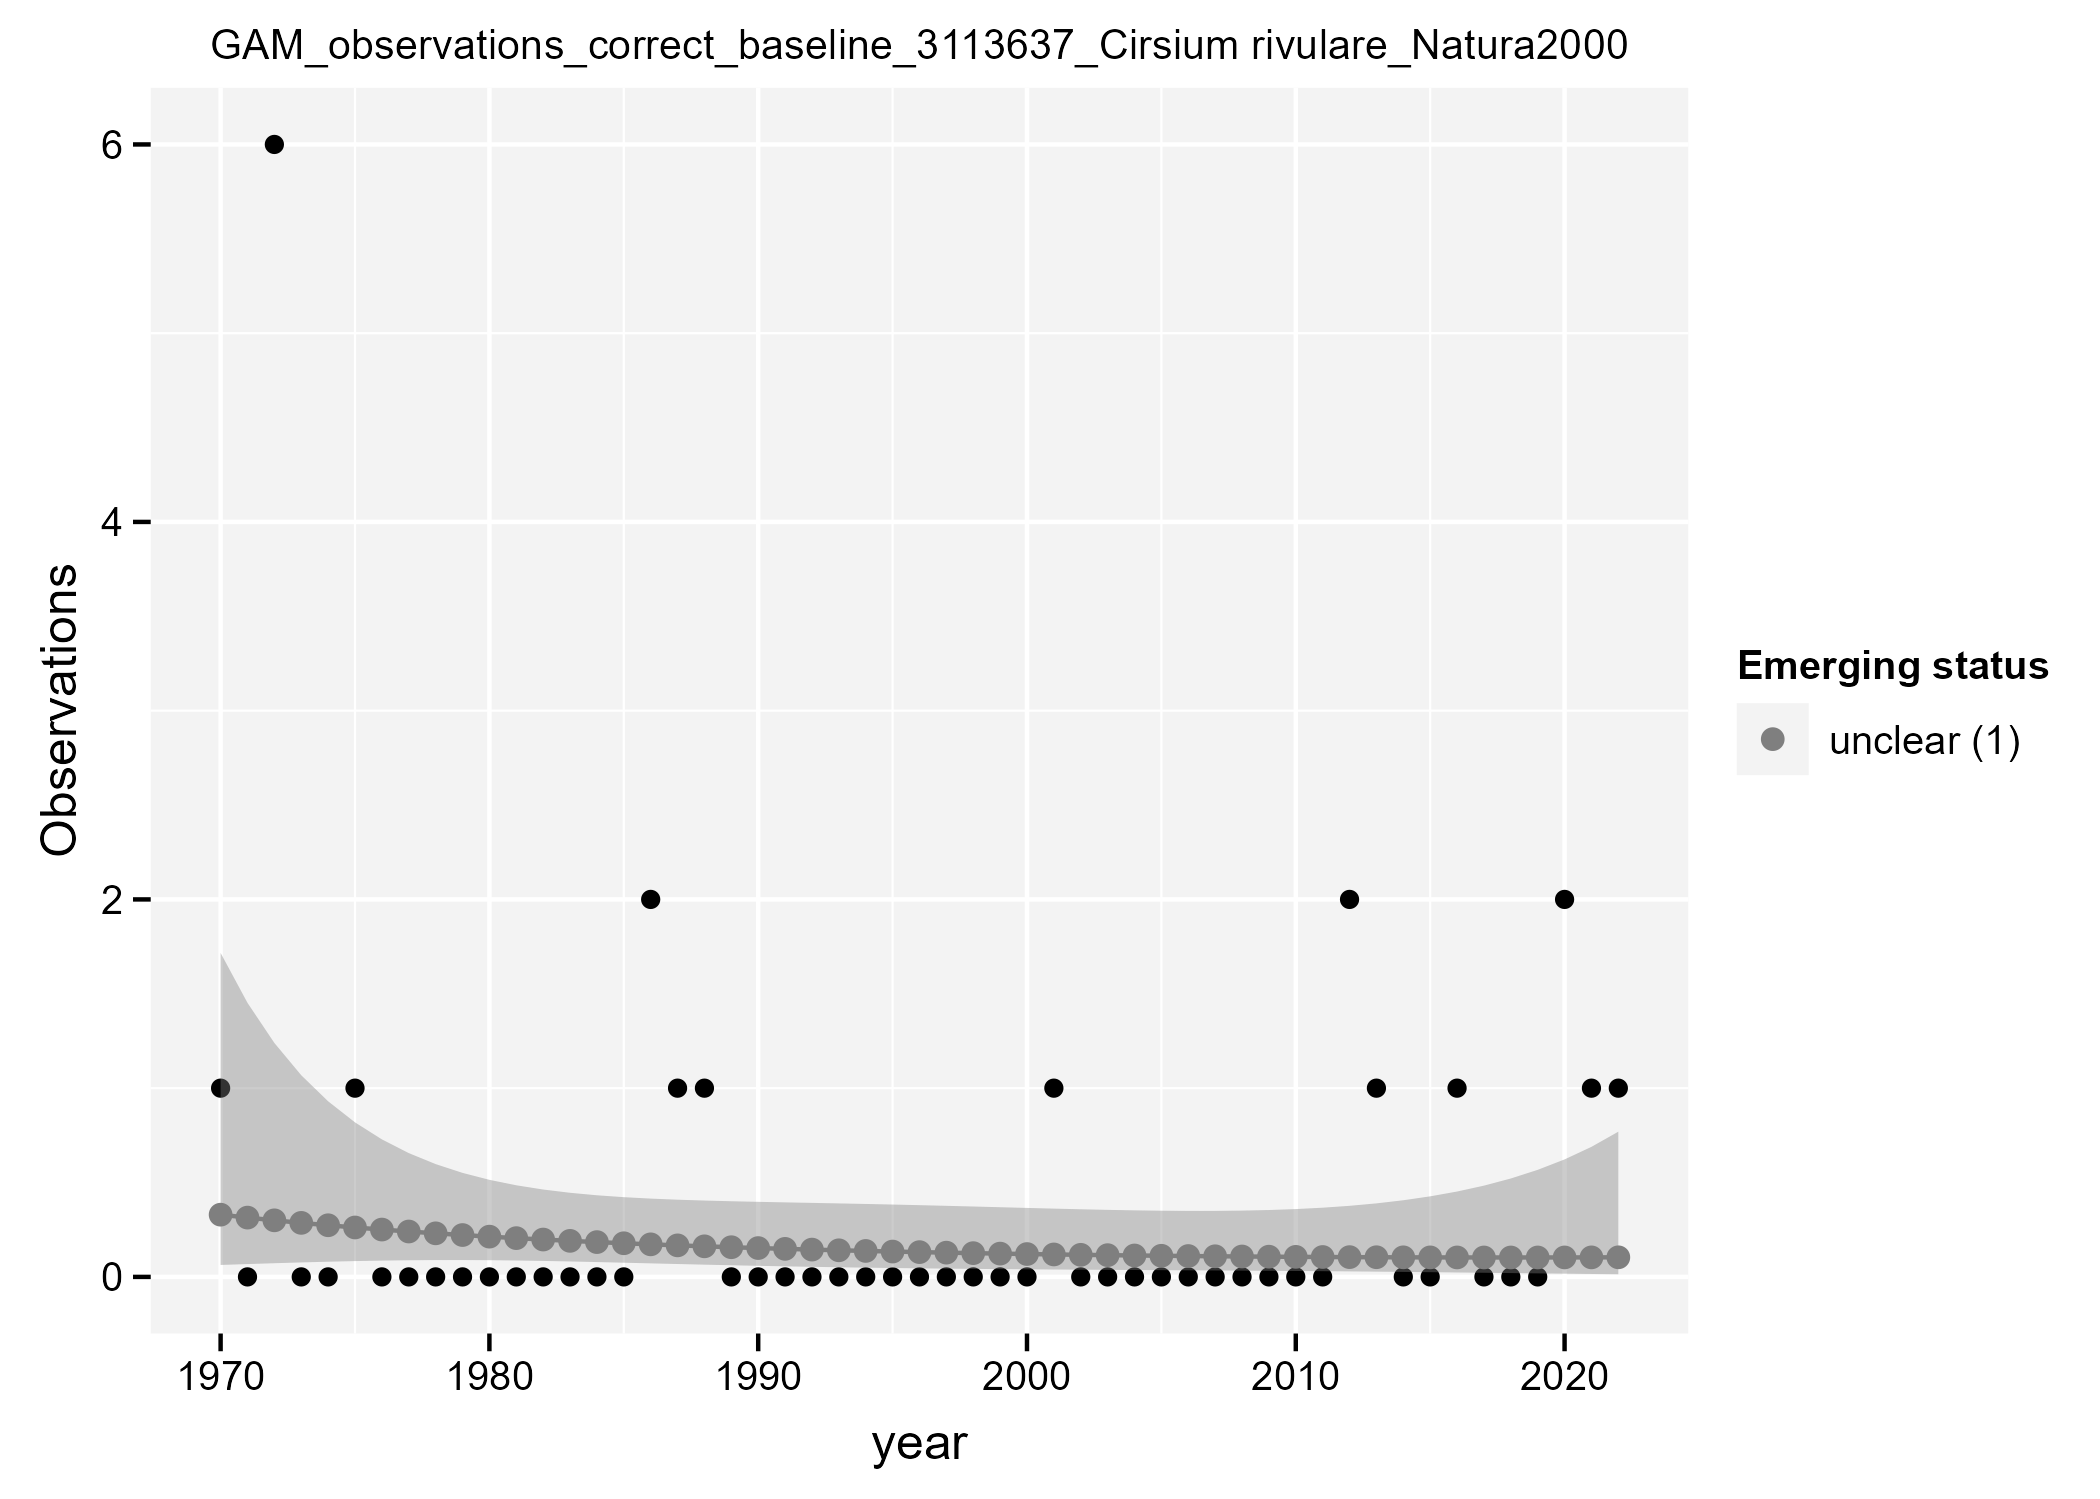 GAM_observations_correct_baseline_3113637_Cirsium rivulare_Natura2000
6
4
2
0
Observations
1970 1980 1990 2000 2010 2020
year
Emerging status
unclear (1)